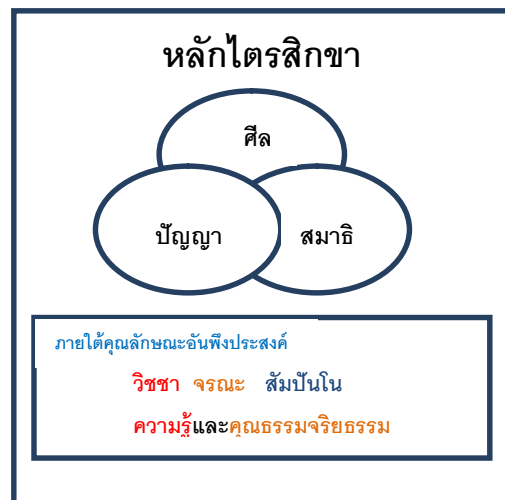 หลักไตรสิกขา
ศีล
ปัญญา สมาธิ
ภายใต้คุณลักษณะอันพึงประสงค์
วิชชา จรณะ สัมปันโน
ความรู้และคุณธรรมจริยธรรม